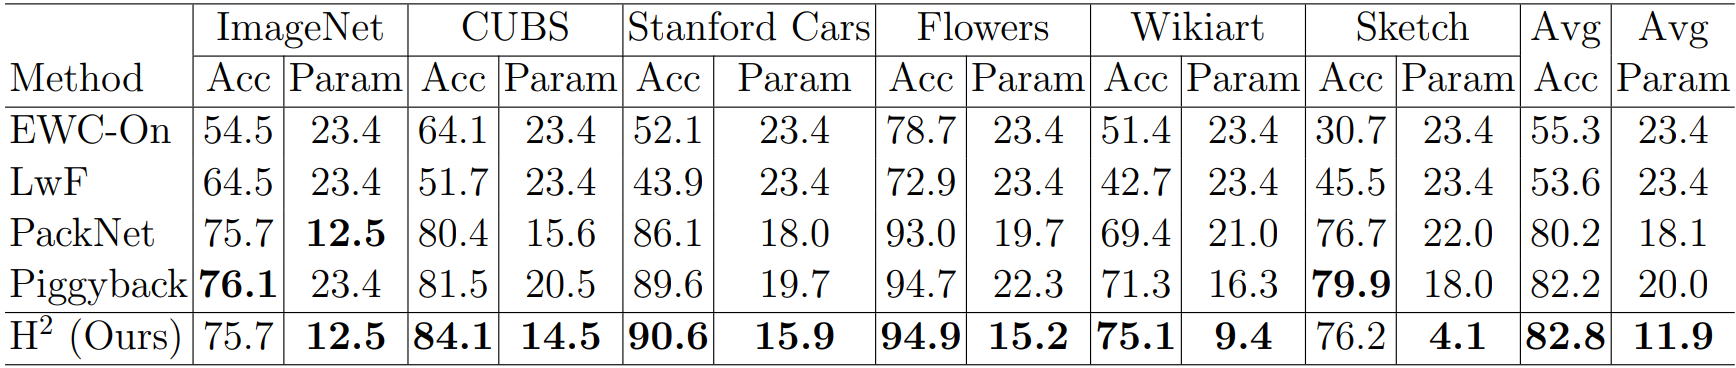 ImageNet CUBS Stanford Cars Flowers Wikiart Sketch Avg Avg
Method Acc Param Acc Param Acc Param Acc Param Acc Param Acc Param Acc Param
EWC-On 54.5 23.4 64.1 23.4 52.1 23.4 78.7 23.4 51.4 23.4 30.7 23.4 55.3 23.4
LwF 64.5 23.4 51.7 23.4 43.9 23.4 72.9 23.4 42.7 23.4 45.5 23.4 53.6 23.4
PackNet 75.7 12.5 80.4 15.6 86.1 18.0 93.0 19.7 69.4 21.0 76.7 22.0 80.2 18.1
Piggyback 76.1 23.4 81.5 20.5 89.6 19.7 94.7 22.3 71.3 16.3 79.9 18.0 82.2 20.0
H² (Ours) 75.7 12.5 84.1 14.5 90.6 15.9 94.9 15.2 75.1 9.4 76.2 4.1 82.8 11.9